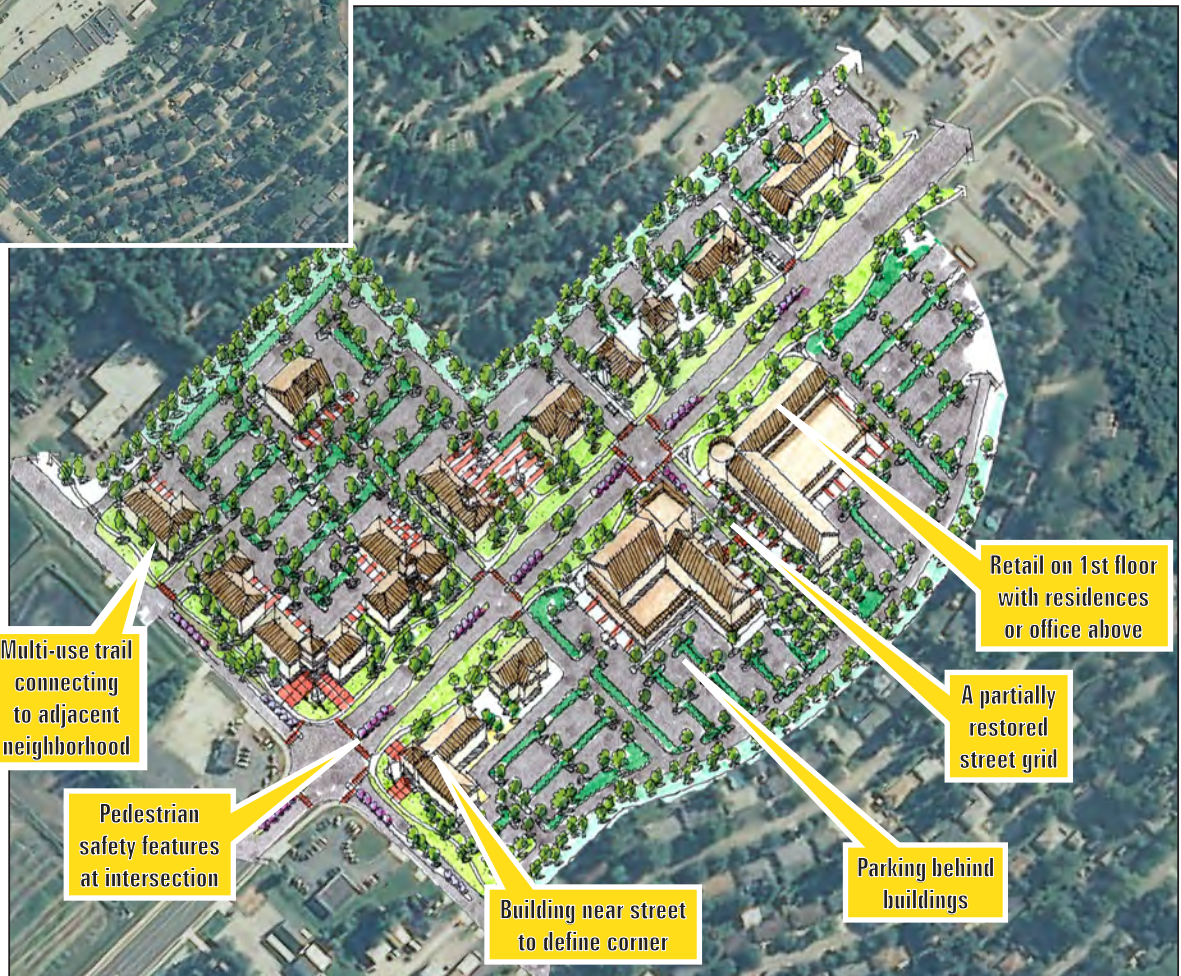 Retail on 1st floor
with residences
or office above
Multi-use trail
connecting
to adjacent
neighborhood
A partially
restored
street grid
Pedestrian
safety features
at intersection
Parking behind
buildings
Building near street
to define corner